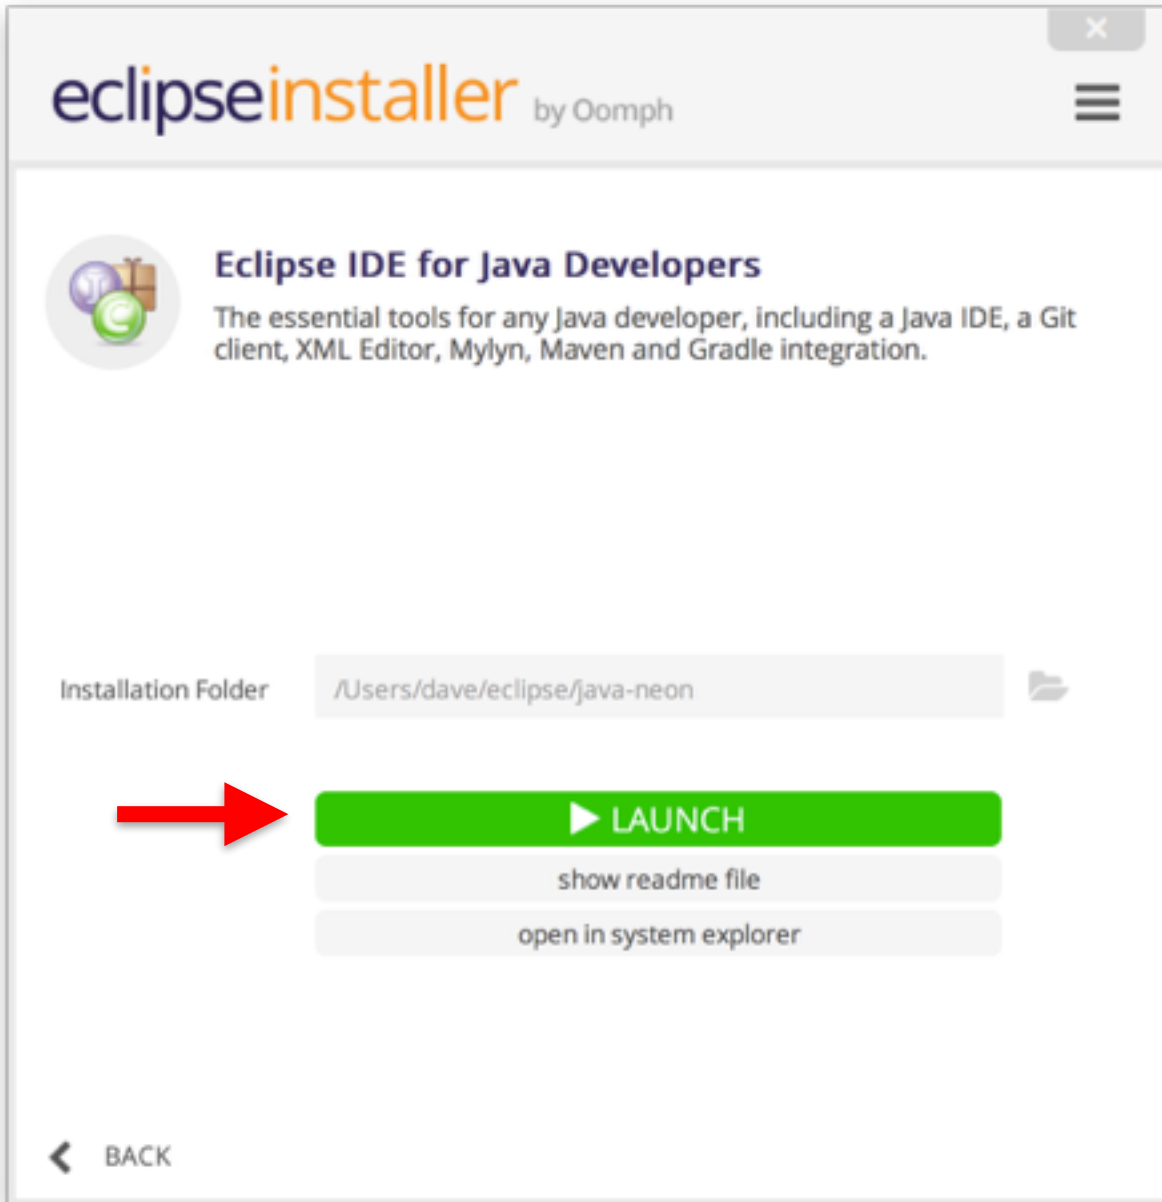 eclipseinstaller by Oomph
Eclipse IDE for Java Developers
The essential tools for any Java developer, including a Java IDE, a Git
client, XML Editor, Mylyn, Maven and Gradle integration.
Installation Folder /Users/dave/eclipse/java-neon
LAUNCH
show readme file
open in system explorer
BACK